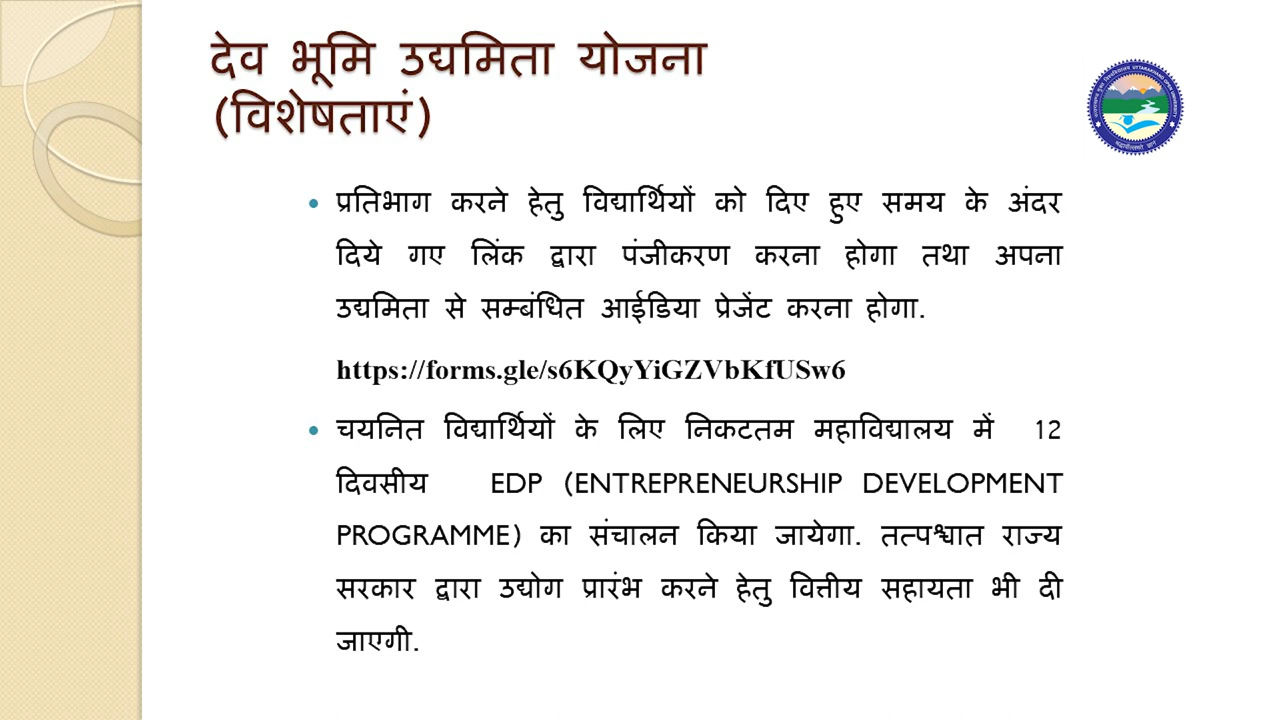 देव भूमि उद्यमिता योजना
(विशेषताएं)
• प्रतिभाग करने हेतु विद्यार्थियों को दिए हुए समय के अंदर
दिये गए लिंक द्वारा पंजीकरण करना होगा तथा अपना
उद्यमिता से सम्बंधित आईडिया प्रेजेंट करना होगा.
https://forms.gle/s6KQyYiGZVbKfUSw6
• चयनित विद्यार्थियों के लिए निकटतम महाविद्यालय में 12
दिवसीय EDP (ENTREPRENEURSHIP DEVELOPMENT
PROGRAMME) का संचालन किया जायेगा. तत्पश्चात राज्य
सरकार द्वारा उद्योग प्रारंभ करने हेतु वित्तीय सहायता भी दी
जाएगी.